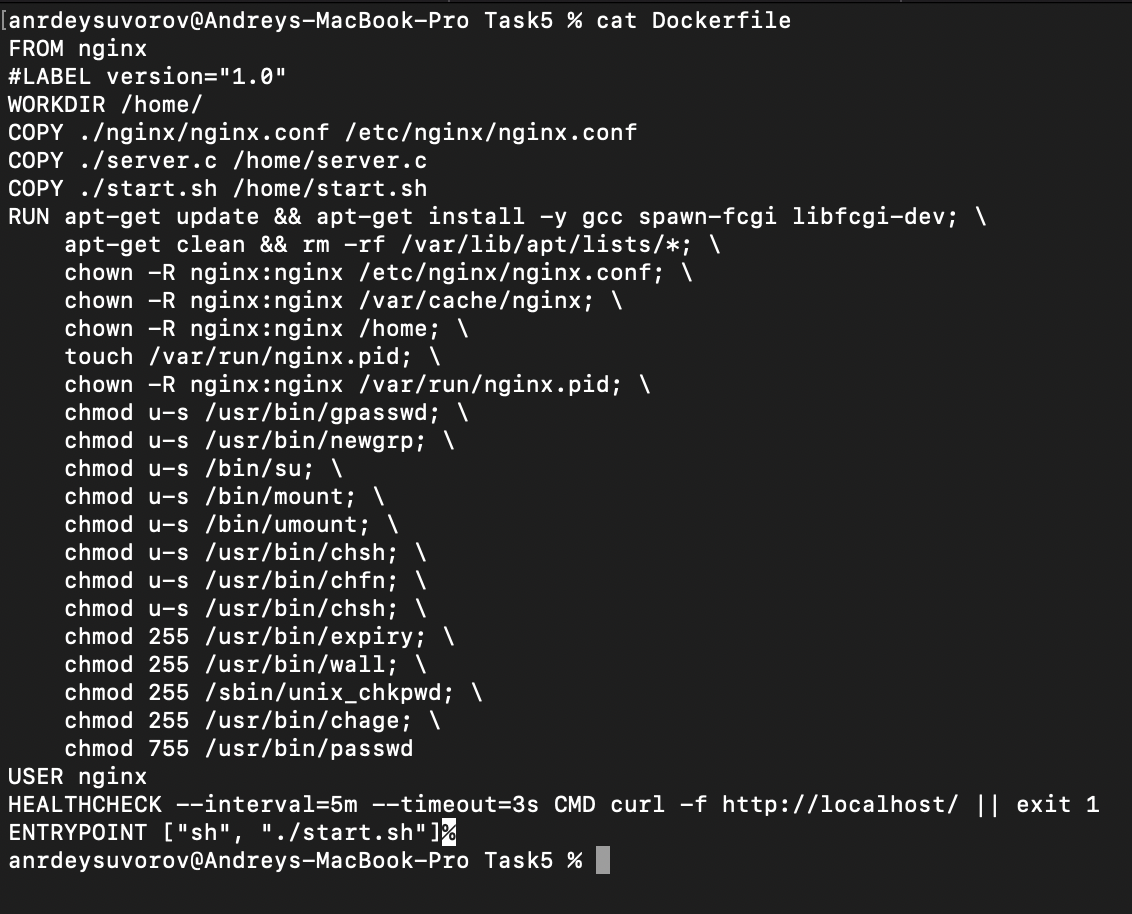 [anrdeysuvorov@Andreys-MacBook-Pro Task5 % cat Dockerfile
FROM nginx
#LABEL version="1.0"
WORKDIR /home/
COPY ./nginx/nginx.conf /etc/nginx/nginx.conf
COPY ./server.c /home/server.c
COPY ./start.sh /home/start.sh
RUN apt-get update && apt-get install -y gcc spawn-fcgi libfcgi-dev; \
    apt-get clean && rm -rf /var/lib/apt/lists/*; \
    chown -R nginx:nginx /etc/nginx/nginx.conf; \
    chown -R nginx:nginx /var/cache/nginx; \
    chown -R nginx:nginx /home; \
    touch /var/run/nginx.pid; \
    chown -R nginx:nginx /var/run/nginx.pid; \
    chmod u-s /usr/bin/gpasswd; \
    chmod u-s /usr/bin/newgrp; \
    chmod u-s /bin/su; \
    chmod u-s /bin/mount; \
    chmod u-s /bin/umount; \
    chmod u-s /usr/bin/chsh; \
    chmod u-s /usr/bin/chfn; \
    chmod u-s /usr/bin/chsh; \
    chmod 255 /usr/bin/expiry; \
    chmod 255 /usr/bin/wall; \
    chmod 255 /sbin/unix_chkpwd; \
    chmod 255 /usr/bin/chage; \
    chmod 755 /usr/bin/passwd
USER nginx
HEALTHCHECK --interval=5m --timeout=3s CMD curl -f http://localhost/ || exit 1
ENTRYPOINT ["sh", "./start.sh"]%
anrdeysuvorov@Andreys-MacBook-Pro Task5 %